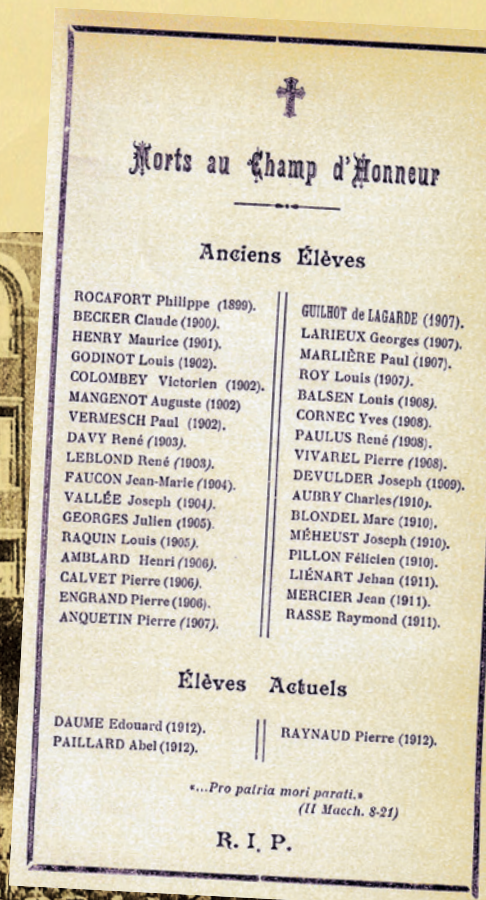 Morts au Champ d'Honneur
Anciens Élèves
ROCAFORT Philippe (1899).
BECKER Claude (1900).
HENRY Maurice (1901).
GODINOT Louis (1902).
COLOMBEY Victorien (1902).
MANGENOT Auguste (1902)
VERMESCH Paul (1902).
DAVY René (1903).
LEBLOND René (1903).
FAUCON Jean-Marie (1904).
VALLÉE Joseph (1904).
GEORGES Julien (1905).
RAQUIN Louis (1905).
AMBLARD Henri (1906).
CALVET Pierre (1906).
ENGRAND Pierre (1906).
ANQUETIN Pierre (1907).
GUILHOT de LAGARDE (1907).
LARIEUX Georges (1907).
MARLIÈRE Paul (1907).
ROY Louis (1907).
BALSEN Louis (1908).
CORNEC Yves (1908).
PAULUS René (1908).
VIVAREL Pierre (1908).
DEVULDER Joseph (1909).
AUBRY Charles (1910).
BLONDEL Marc (1910).
MÉHEUST Joseph (1910).
PILLON Félicien (1910).
LIÉNART Jehan (1911).
MERCIER Jean (1911).
RASSE Raymond (1911).
Élèves Actuels
DAUME Edouard (1912).
PAILLARD Abel (1912).
RAYNAUD Pierre (1912).
«...Pro patria mori parati.»
(II Macch. 8-21)
R. I. P.